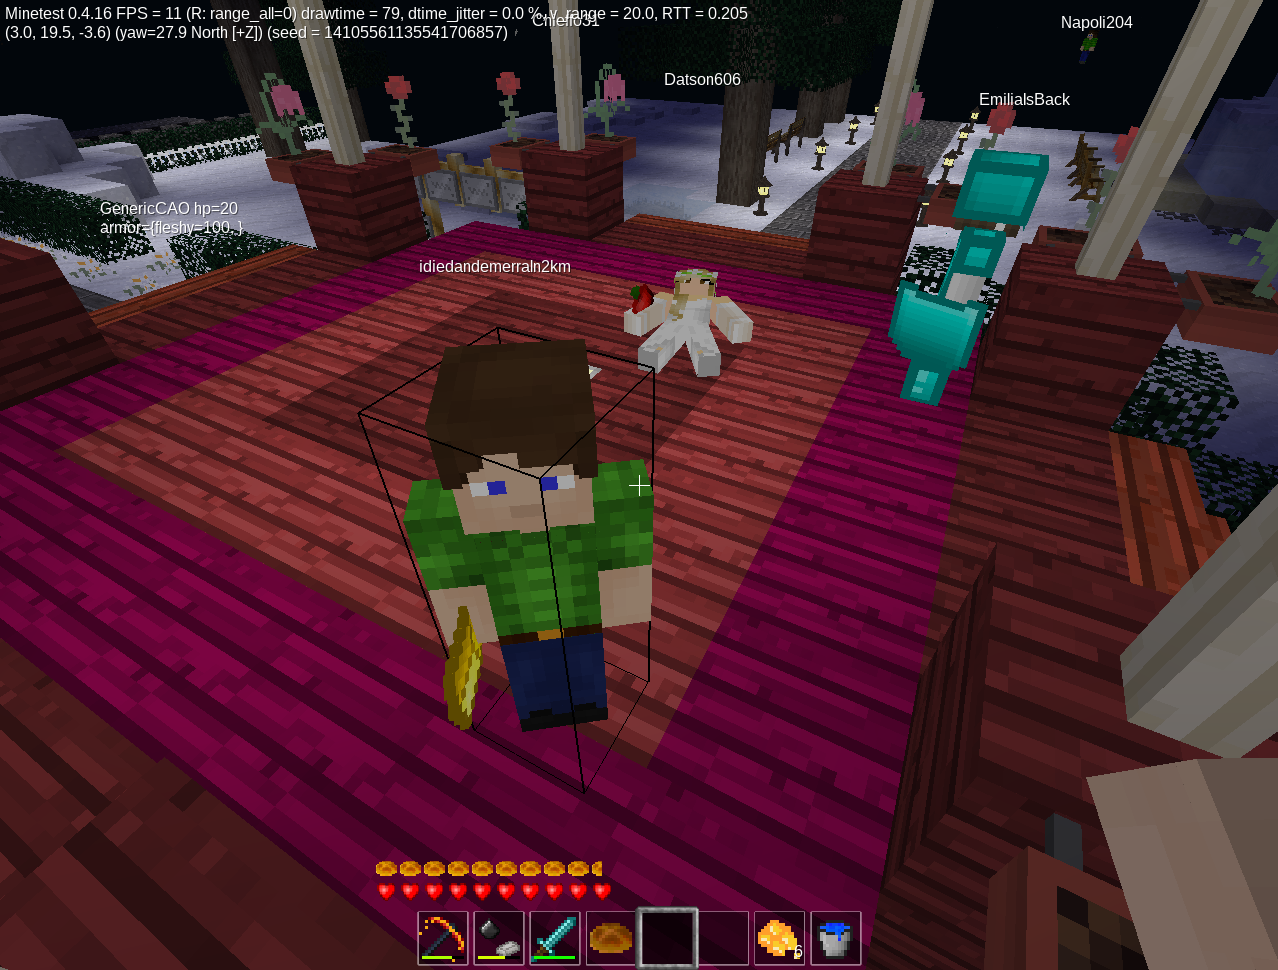 Minetest 0.4.16 FPS = 11 (R: range_all=0) drawtime = 79, dtime_jitter = 0.0 %, v_range = 20.0, RTT = 0.205
(3.0, 19.5, -3.6) (yaw=27.9 North [+Z]) (seed = 14105561135541706857)
Napoli204
Datson606
EmilialsBack
GenericCAO hp=20
armor={fleshy=100, }
6